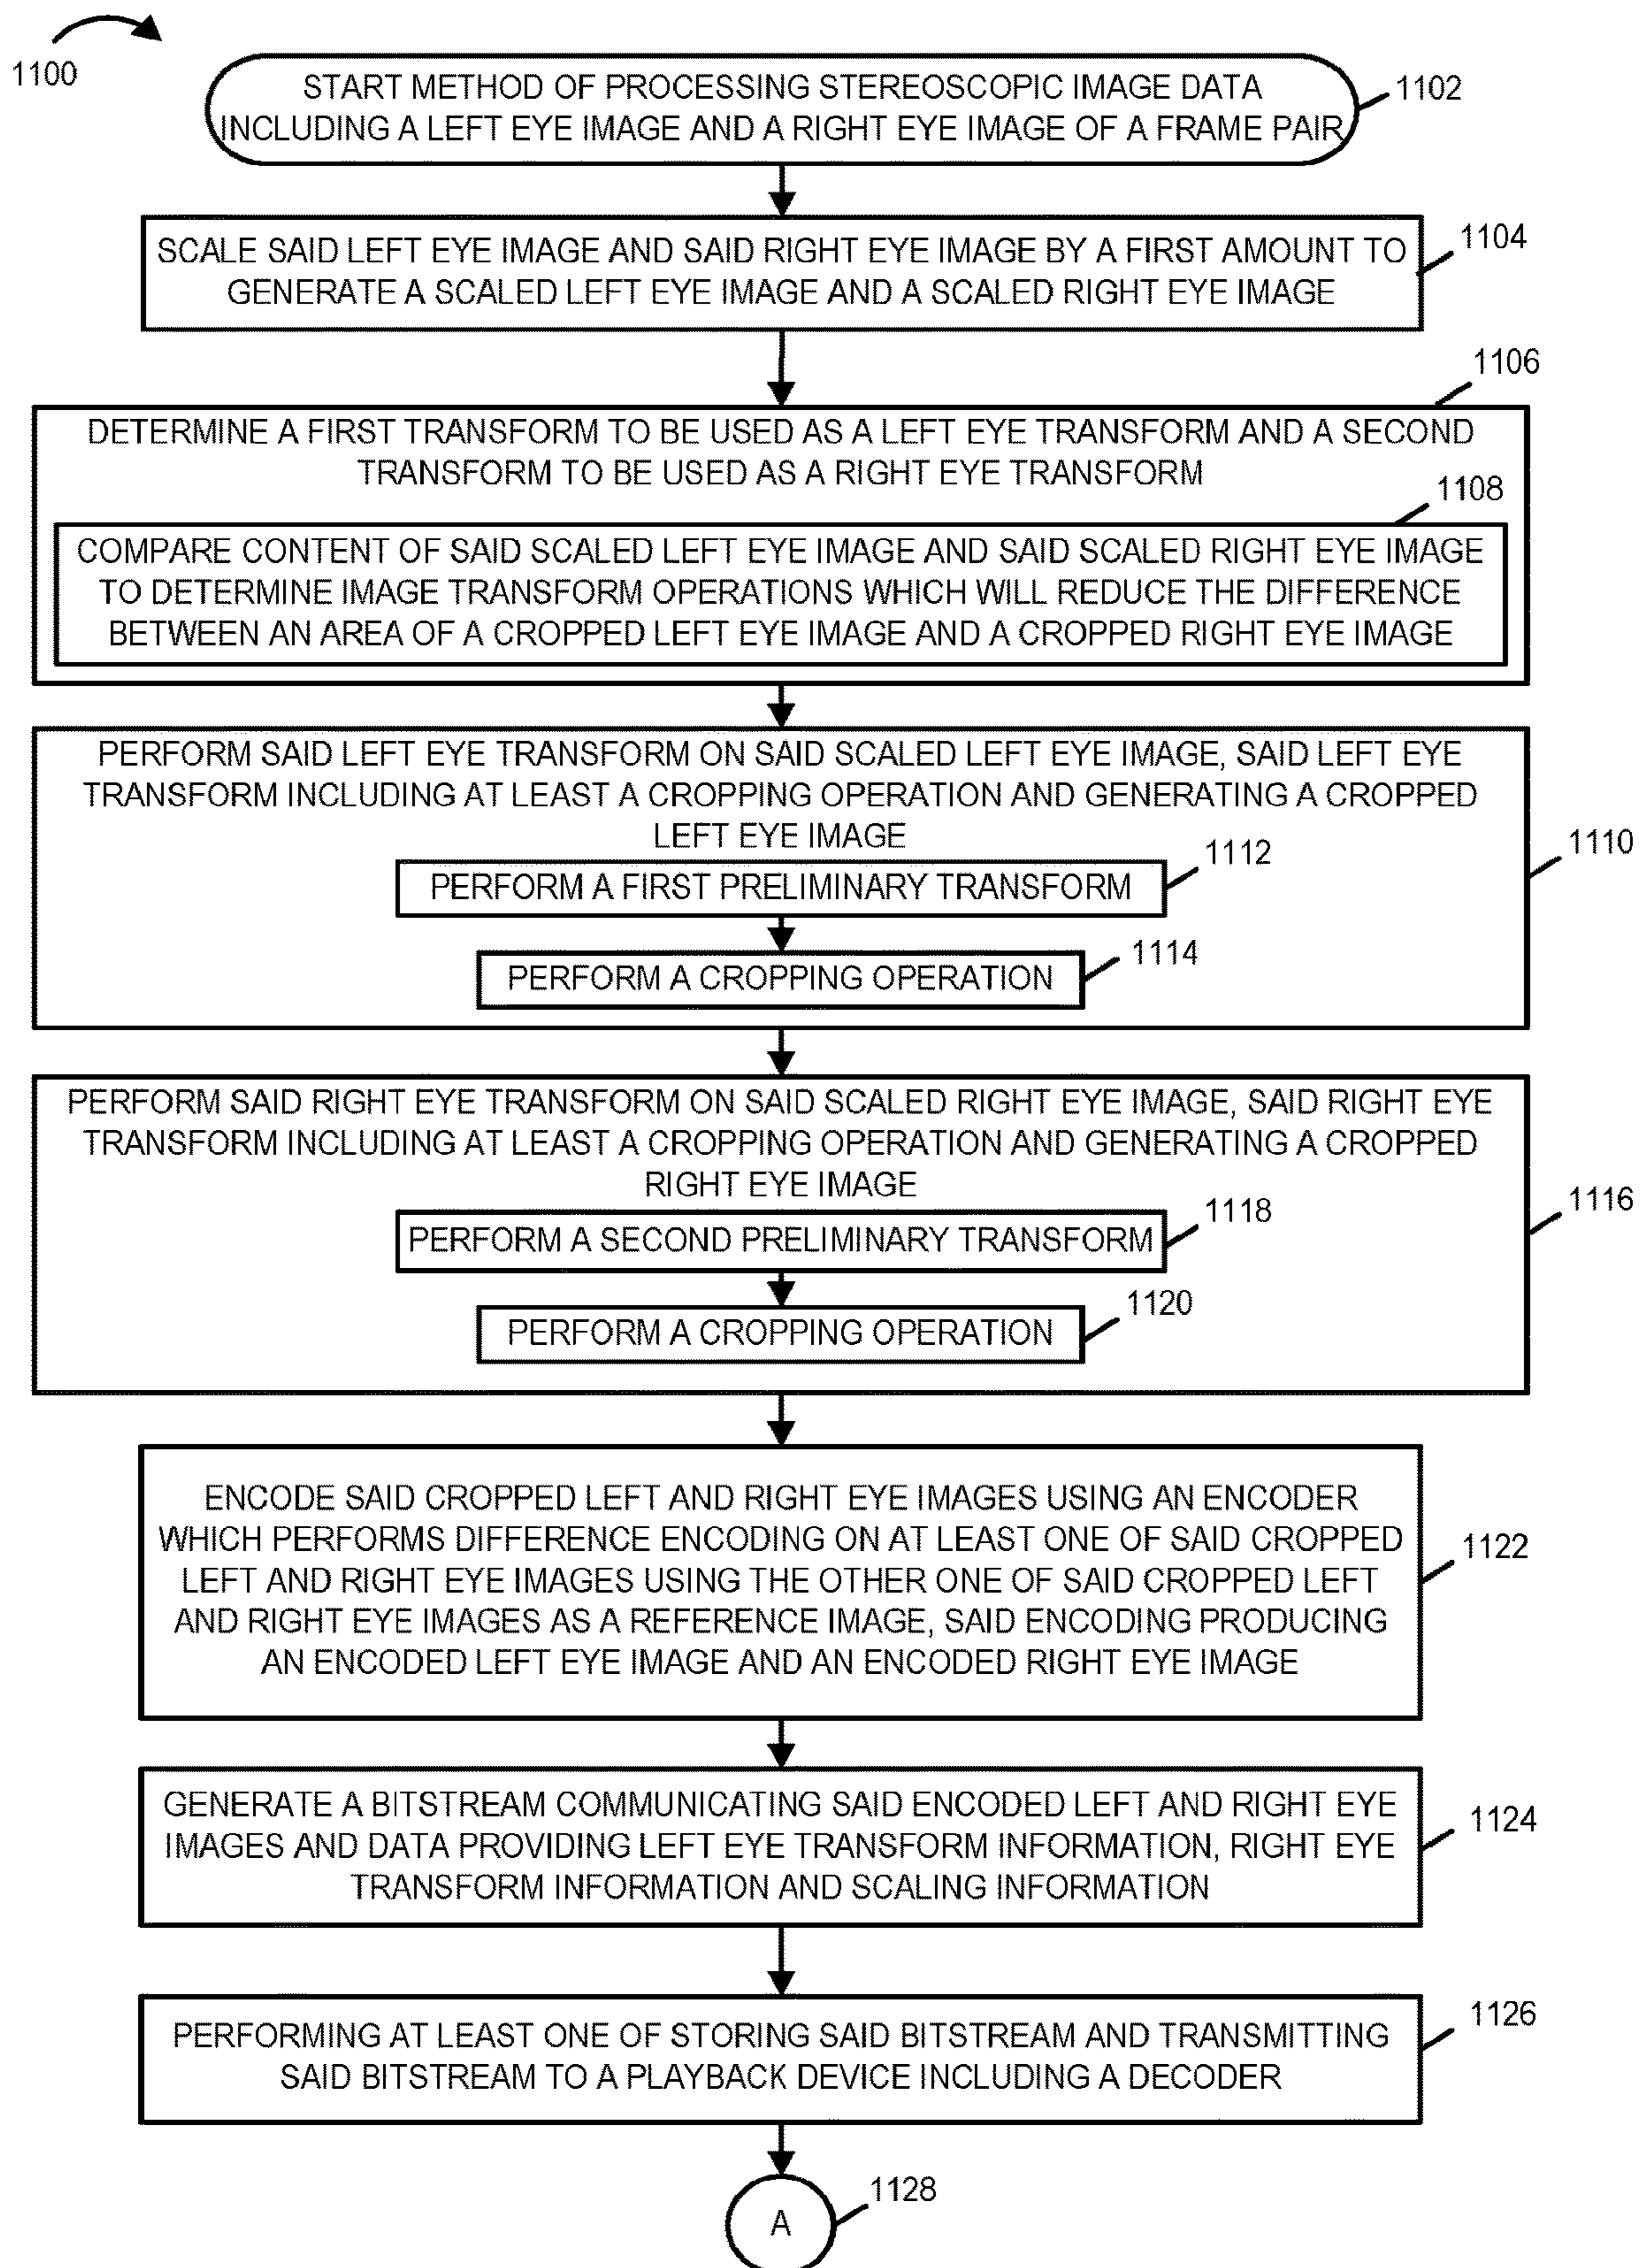 1100
START METHOD OF PROCESSING STEREOSCOPIC IMAGE DATA
INCLUDING A LEFT EYE IMAGE AND A RIGHT EYE IMAGE OF A FRAME PAIR
1102
SCALE SAID LEFT EYE IMAGE AND SAID RIGHT EYE IMAGE BY A FIRST AMOUNT TO
GENERATE A SCALED LEFT EYE IMAGE AND A SCALED RIGHT EYE IMAGE
1104
1106
DETERMINE A FIRST TRANSFORM TO BE USED AS A LEFT EYE TRANSFORM AND A SECOND
TRANSFORM TO BE USED AS A RIGHT EYE TRANSFORM
1108
COMPARE CONTENT OF SAID SCALED LEFT EYE IMAGE AND SAID SCALED RIGHT EYE IMAGE
TO DETERMINE IMAGE TRANSFORM OPERATIONS WHICH WILL REDUCE THE DIFFERENCE
BETWEEN AN AREA OF A CROPPED LEFT EYE IMAGE AND A CROPPED RIGHT EYE IMAGE
PERFORM SAID LEFT EYE TRANSFORM ON SAID SCALED LEFT EYE IMAGE, SAID LEFT EYE
TRANSFORM INCLUDING AT LEAST A CROPPING OPERATION AND GENERATING A CROPPED
LEFT EYE IMAGE
1110
1112
PERFORM A FIRST PRELIMINARY TRANSFORM
1114
PERFORM A CROPPING OPERATION
PERFORM SAID RIGHT EYE TRANSFORM ON SAID SCALED RIGHT EYE IMAGE, SAID RIGHT EYE
TRANSFORM INCLUDING AT LEAST A CROPPING OPERATION AND GENERATING A CROPPED
RIGHT EYE IMAGE
1116
1118
PERFORM A SECOND PRELIMINARY TRANSFORM
1120
PERFORM A CROPPING OPERATION
ENCODE SAID CROPPED LEFT AND RIGHT EYE IMAGES USING AN ENCODER
WHICH PERFORMS DIFFERENCE ENCODING ON AT LEAST ONE OF SAID CROPPED
LEFT AND RIGHT EYE IMAGES USING THE OTHER ONE OF SAID CROPPED LEFT
AND RIGHT EYE IMAGES AS A REFERENCE IMAGE, SAID ENCODING PRODUCING
AN ENCODED LEFT EYE IMAGE AND AN ENCODED RIGHT EYE IMAGE
1122
GENERATE A BITSTREAM COMMUNICATING SAID ENCODED LEFT AND RIGHT EYE
IMAGES AND DATA PROVIDING LEFT EYE TRANSFORM INFORMATION, RIGHT EYE
TRANSFORM INFORMATION AND SCALING INFORMATION
1124
PERFORMING AT LEAST ONE OF STORING SAID BITSTREAM AND TRANSMITTING
SAID BITSTREAM TO A PLAYBACK DEVICE INCLUDING A DECODER
1126
A
1128